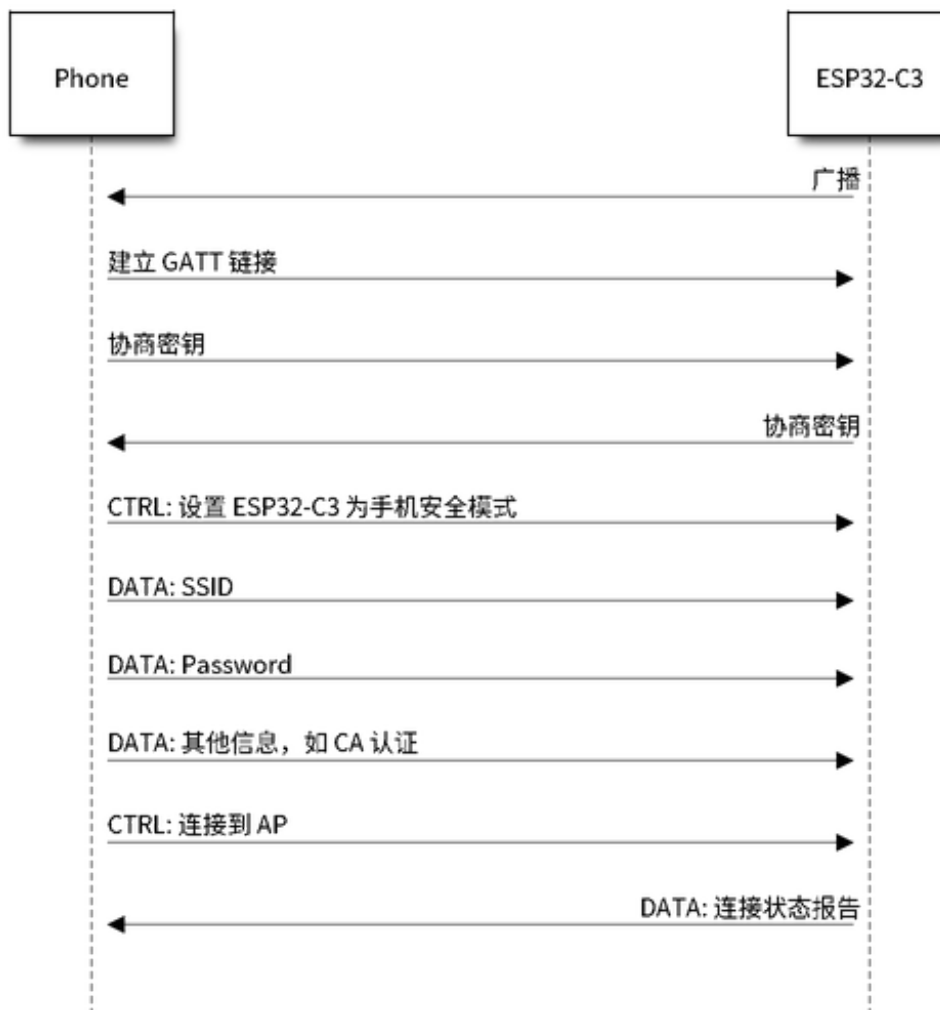 Phone
ESP32-C3
广播
建立 GATT 链接
协商密钥
协商密钥
CTRL: 设置 ESP32-C3 为手机安全模式
DATA: SSID
DATA: Password
DATA: 其他信息，如 CA 认证
CTRL: 连接到 AP
DATA: 连接状态报告